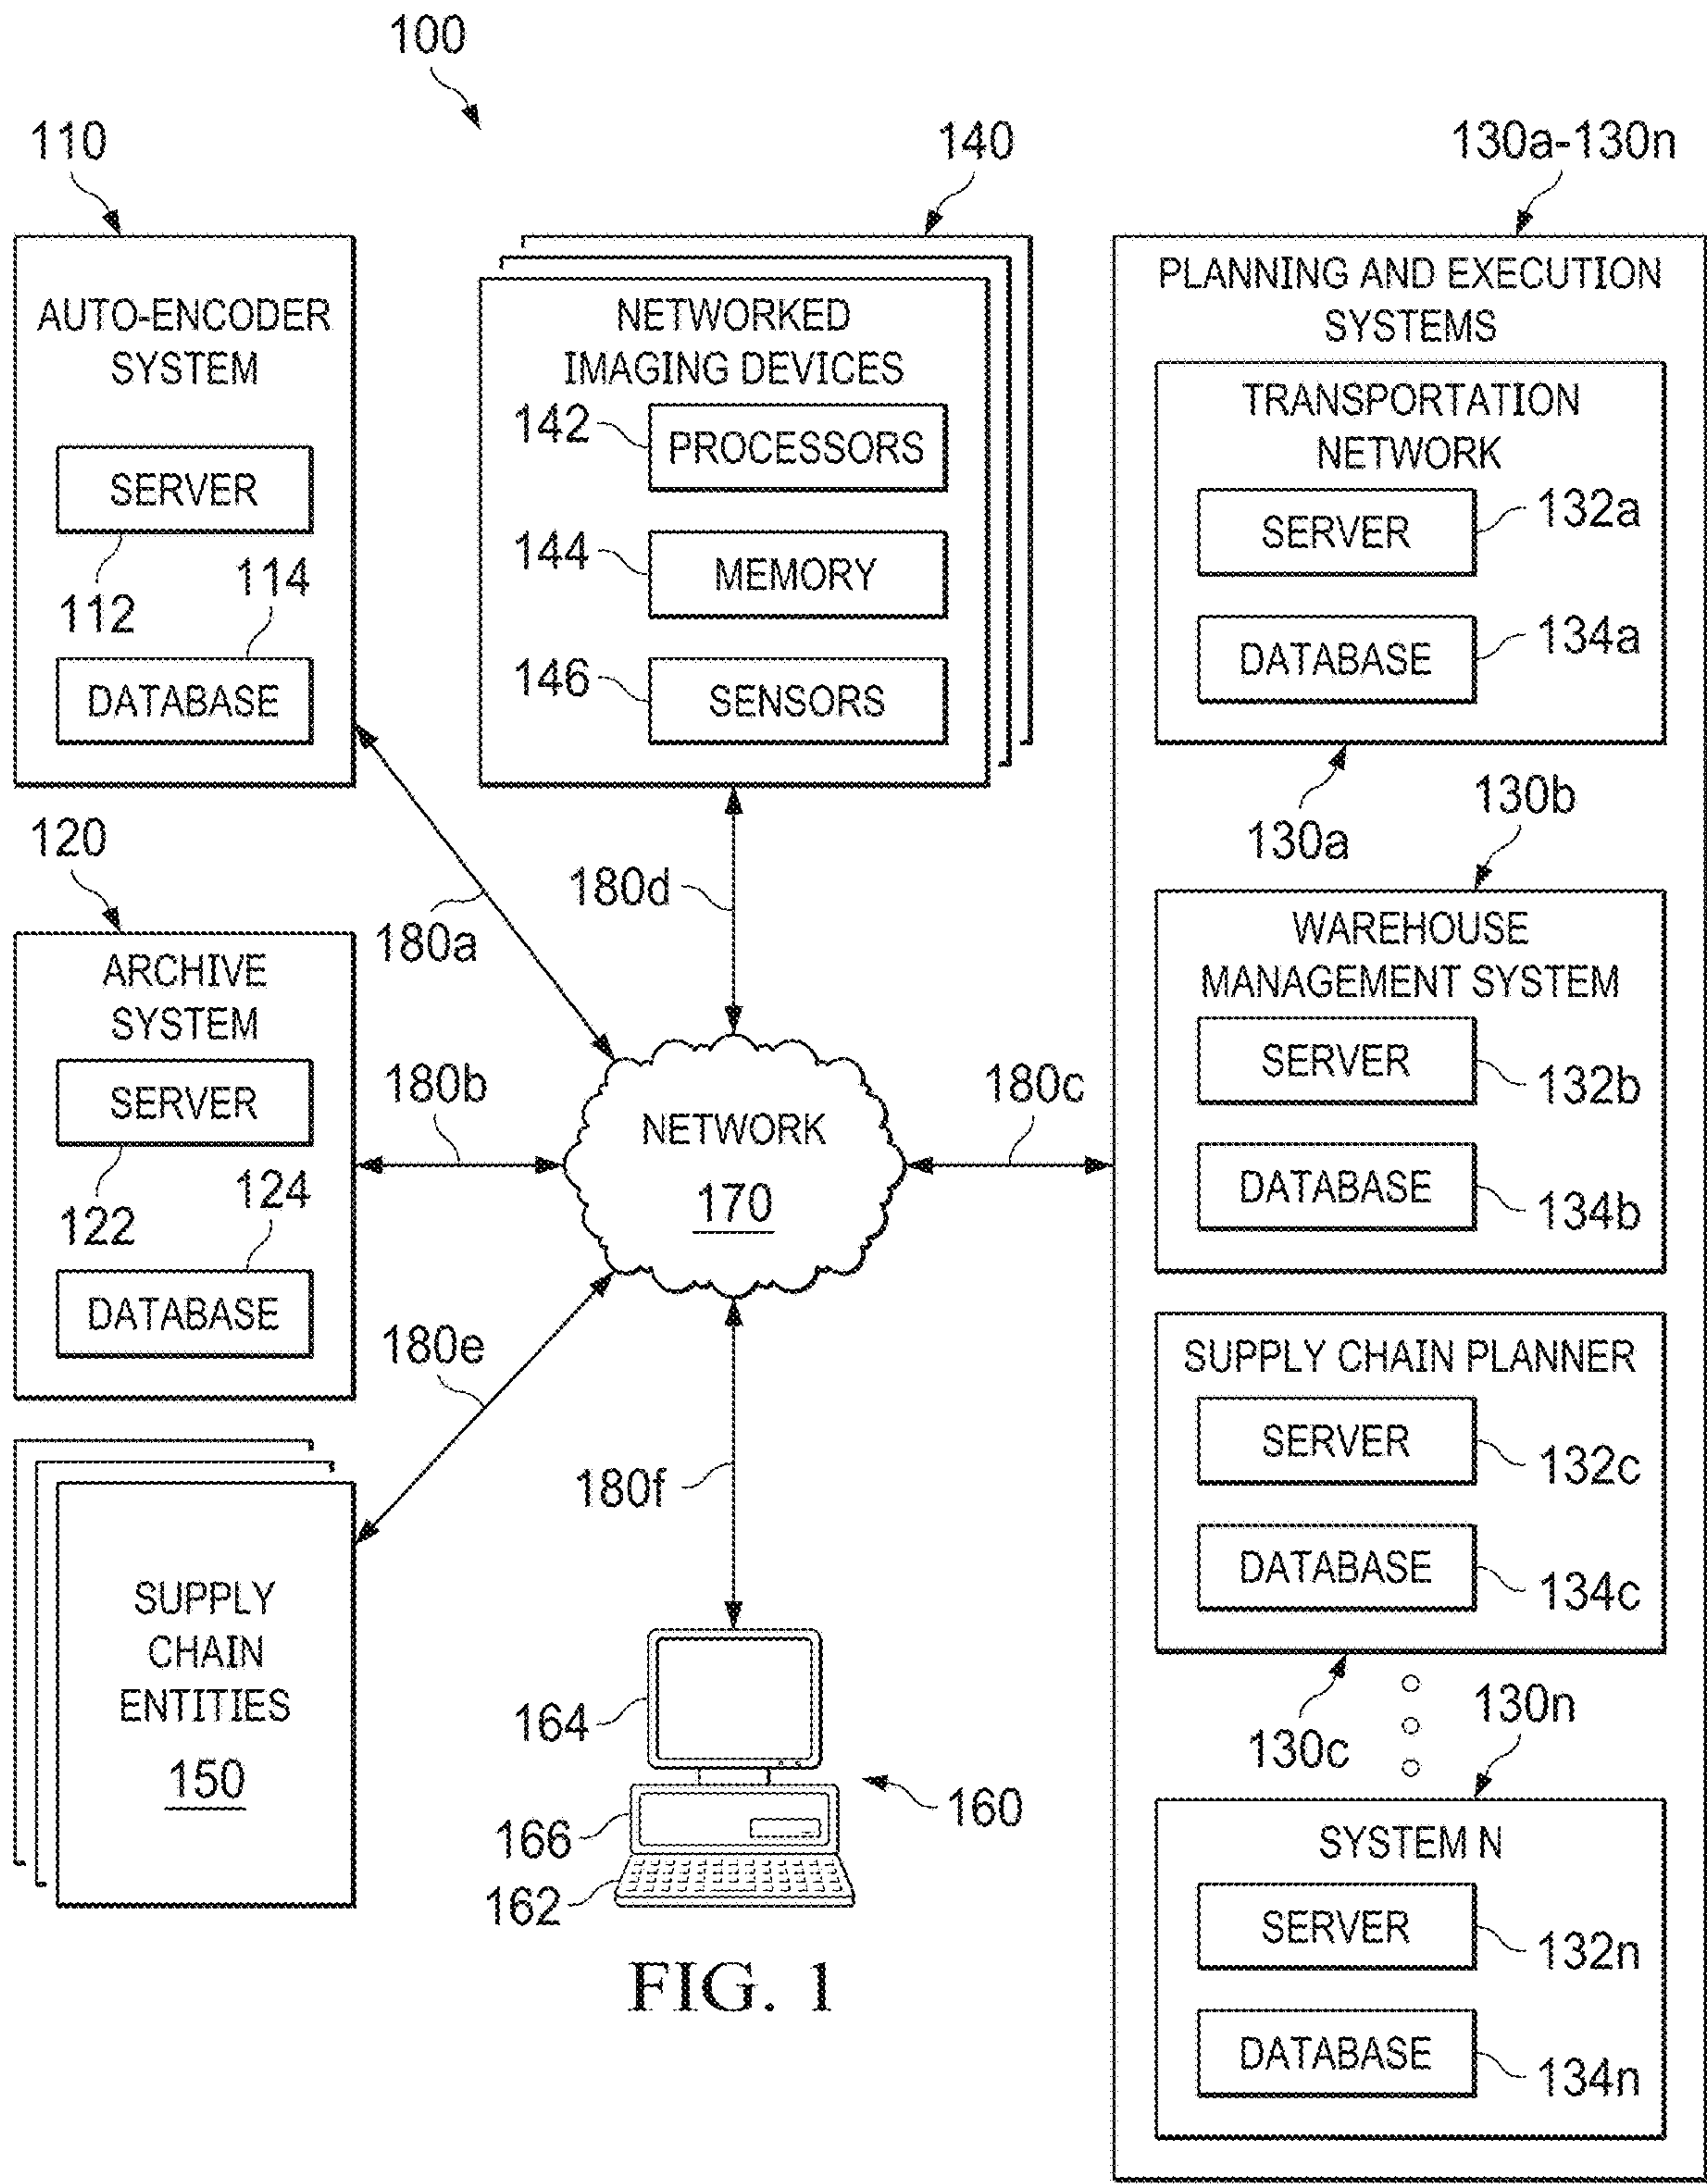 100
110
140
130a-130n
AUTO-ENCODER
SYSTEM
SERVER
112
114
DATABASE
NETWORKED
IMAGING DEVICES
142
PROCESSORS
144
MEMORY
146
SENSORS
PLANNING AND EXECUTION
SYSTEMS
TRANSPORTATION
NETWORK
SERVER
132a
DATABASE
134a
130a
130b
WAREHOUSE
MANAGEMENT SYSTEM
SERVER
132b
DATABASE
134b
SUPPLY CHAIN PLANNER
SERVER
132c
DATABASE
134c
130c
130n
SYSTEM N
SERVER
132n
DATABASE
134n
120
ARCHIVE
SYSTEM
SERVER
122
124
DATABASE
180a
180d
180b
180c
NETWORK
170
180e
180f
SUPPLY
CHAIN
ENTITIES
150
164
160
166
162
FIG. 1